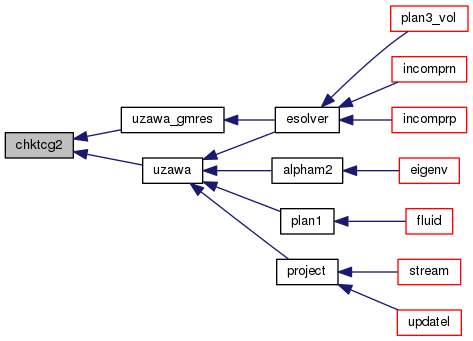 plan3_vol
incomprn
uzawa_gmres
esolver
incomprp
chktcg2
uzawa
alpham2
eigenv
plan1
fluid
project
stream
updatel